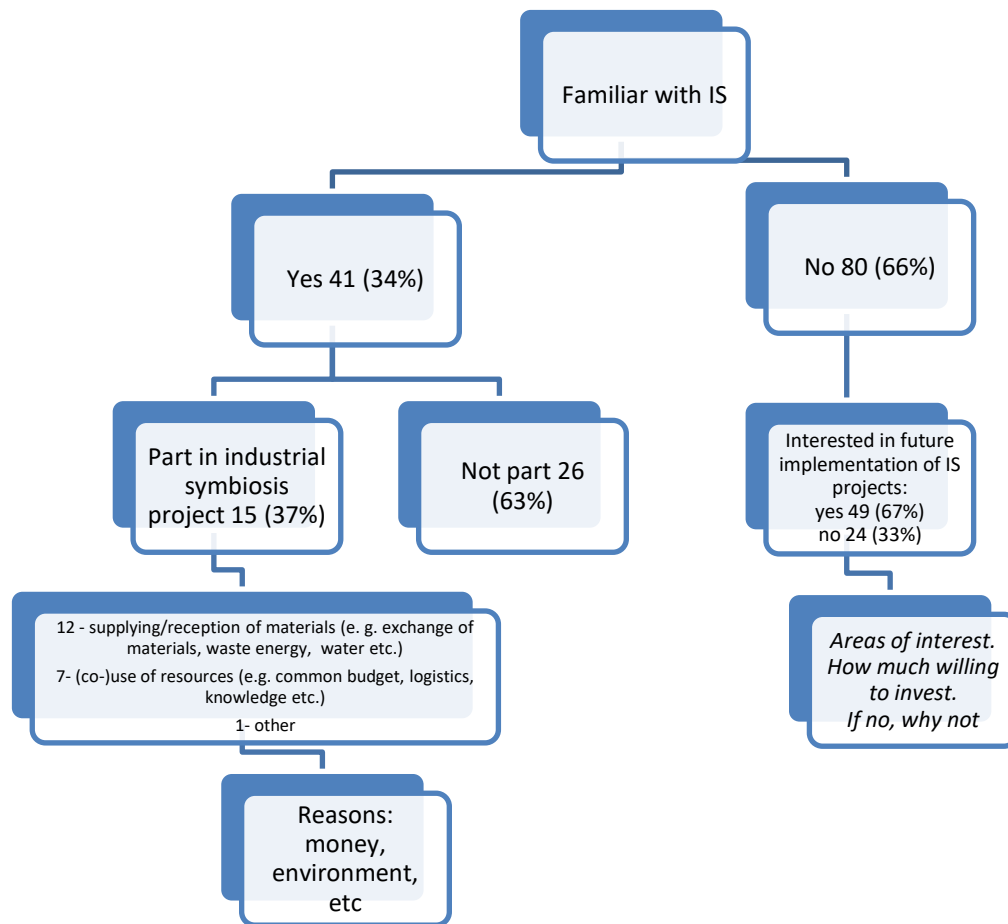 Familiar with IS
Yes 41 (34%)
No 80 (66%)
Part in industrial
symbiosis
project 15 (37%)
Not part 26
(63%)
Interested in future
implementation of IS
projects:
yes 49 (67%)
no 24 (33%)
12 - supplying/reception of materials (e. g. exchange of
materials, waste energy, water etc.)
7- (co-)use of resources (e.g. common budget, logistics,
knowledge etc.)
1- other
Areas of interest.
How much willing
to invest.
If no, why not
Reasons:
money,
environment,
etc